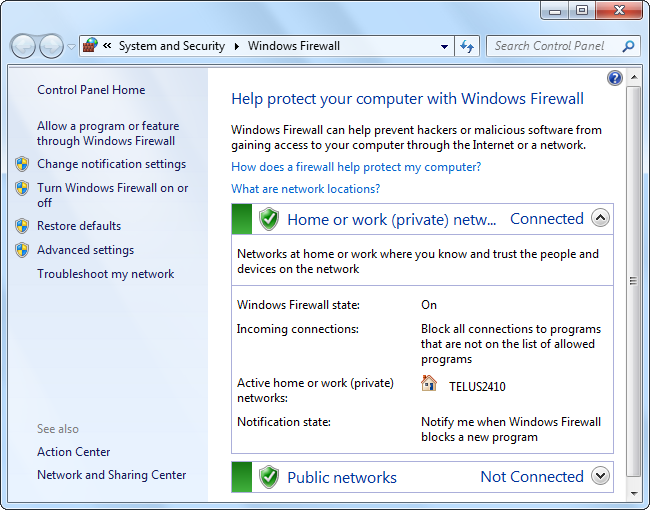 « System and Security ▸ Windows Firewall
Search Control Panel
Control Panel Home
Allow a program or feature
through Windows Firewall
Change notification settings
Turn Windows Firewall on or
off
Restore defaults
Advanced settings
Troubleshoot my network
See also
Action Center
Network and Sharing Center
Help protect your computer with Windows Firewall
Windows Firewall can help prevent hackers or malicious software from
gaining access to your computer through the Internet or a network.
How does a firewall help protect my computer?
What are network locations?
Home or work (private) netw... Connected
Networks at home or work where you know and trust the people and
devices on the network
Windows Firewall state: On
Incoming connections: Block all connections to programs
that are not on the list of allowed
programs
Active home or work (private)
networks: TELUS2410
Notification state: Notify me when Windows Firewall
blocks a new program
Public networks Not Connected